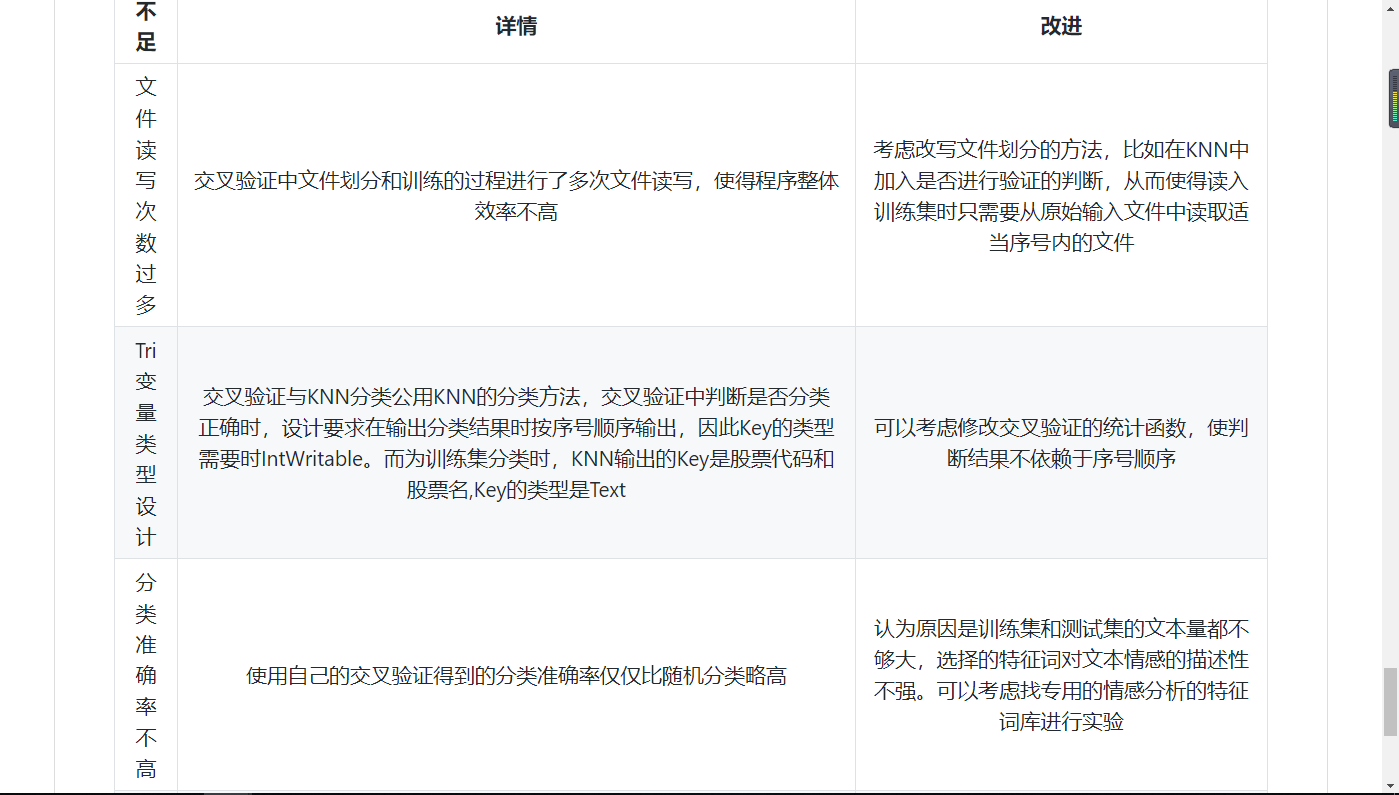 不
足
详情
改进
文
件
读
写
次
数
过
多
交叉验证中文件划分和训练的过程进行了多次文件读写，使得程序整体
效率不高
考虑改写文件划分的方法，比如在KNN中
加入是否进行验证的判断，从而使得读入
训练集时只需要从原始输入文件中读取适
当序号内的文件
Tri
变
量
类
型
设
计
交叉验证与KNN分类公用KNN的分类方法，交叉验证中判断是否分类
正确时，设计要求在输出分类结果时按序号顺序输出，因此Key的类型
需要时IntWritable。而为训练集分类时，KNN输出的Key是股票代码和
股票名,Key的类型是Text
可以考虑修改交叉验证的统计函数，使判
断结果不依赖于序号顺序
分
类
准
确
率
不
高
使用自己的交叉验证得到的分类准确率仅仅比随机分类略高
认为原因是训练集和测试集的文本量都不
够大，选择的特征词对文本情感的描述性
不强。可以考虑找专用的情感分析的特征
词库进行实验